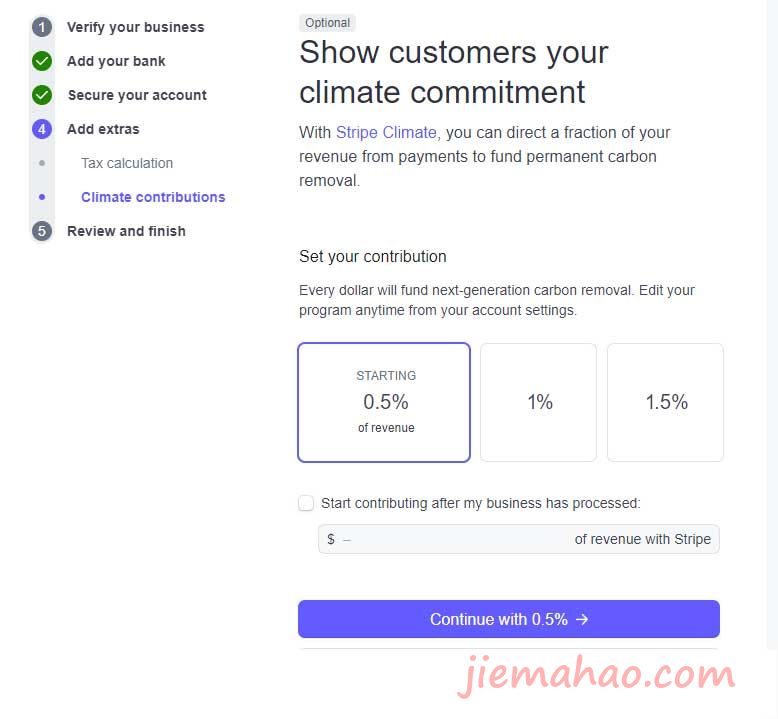 1 Verify your business
Add your bank
Secure your account
4 Add extras
Tax calculation
Climate contributions
5 Review and finish
Optional
Show customers your
climate commitment
With Stripe Climate, you can direct a fraction of your
revenue from payments to fund permanent carbon
removal.
Set your contribution
Every dollar will fund next-generation carbon removal. Edit your
program anytime from your account settings.
STARTING
0.5%
of revenue
1%
1.5%
Start contributing after my business has processed:
$ – of revenue with Stripe
Continue with 0.5% →
jiemahao.com